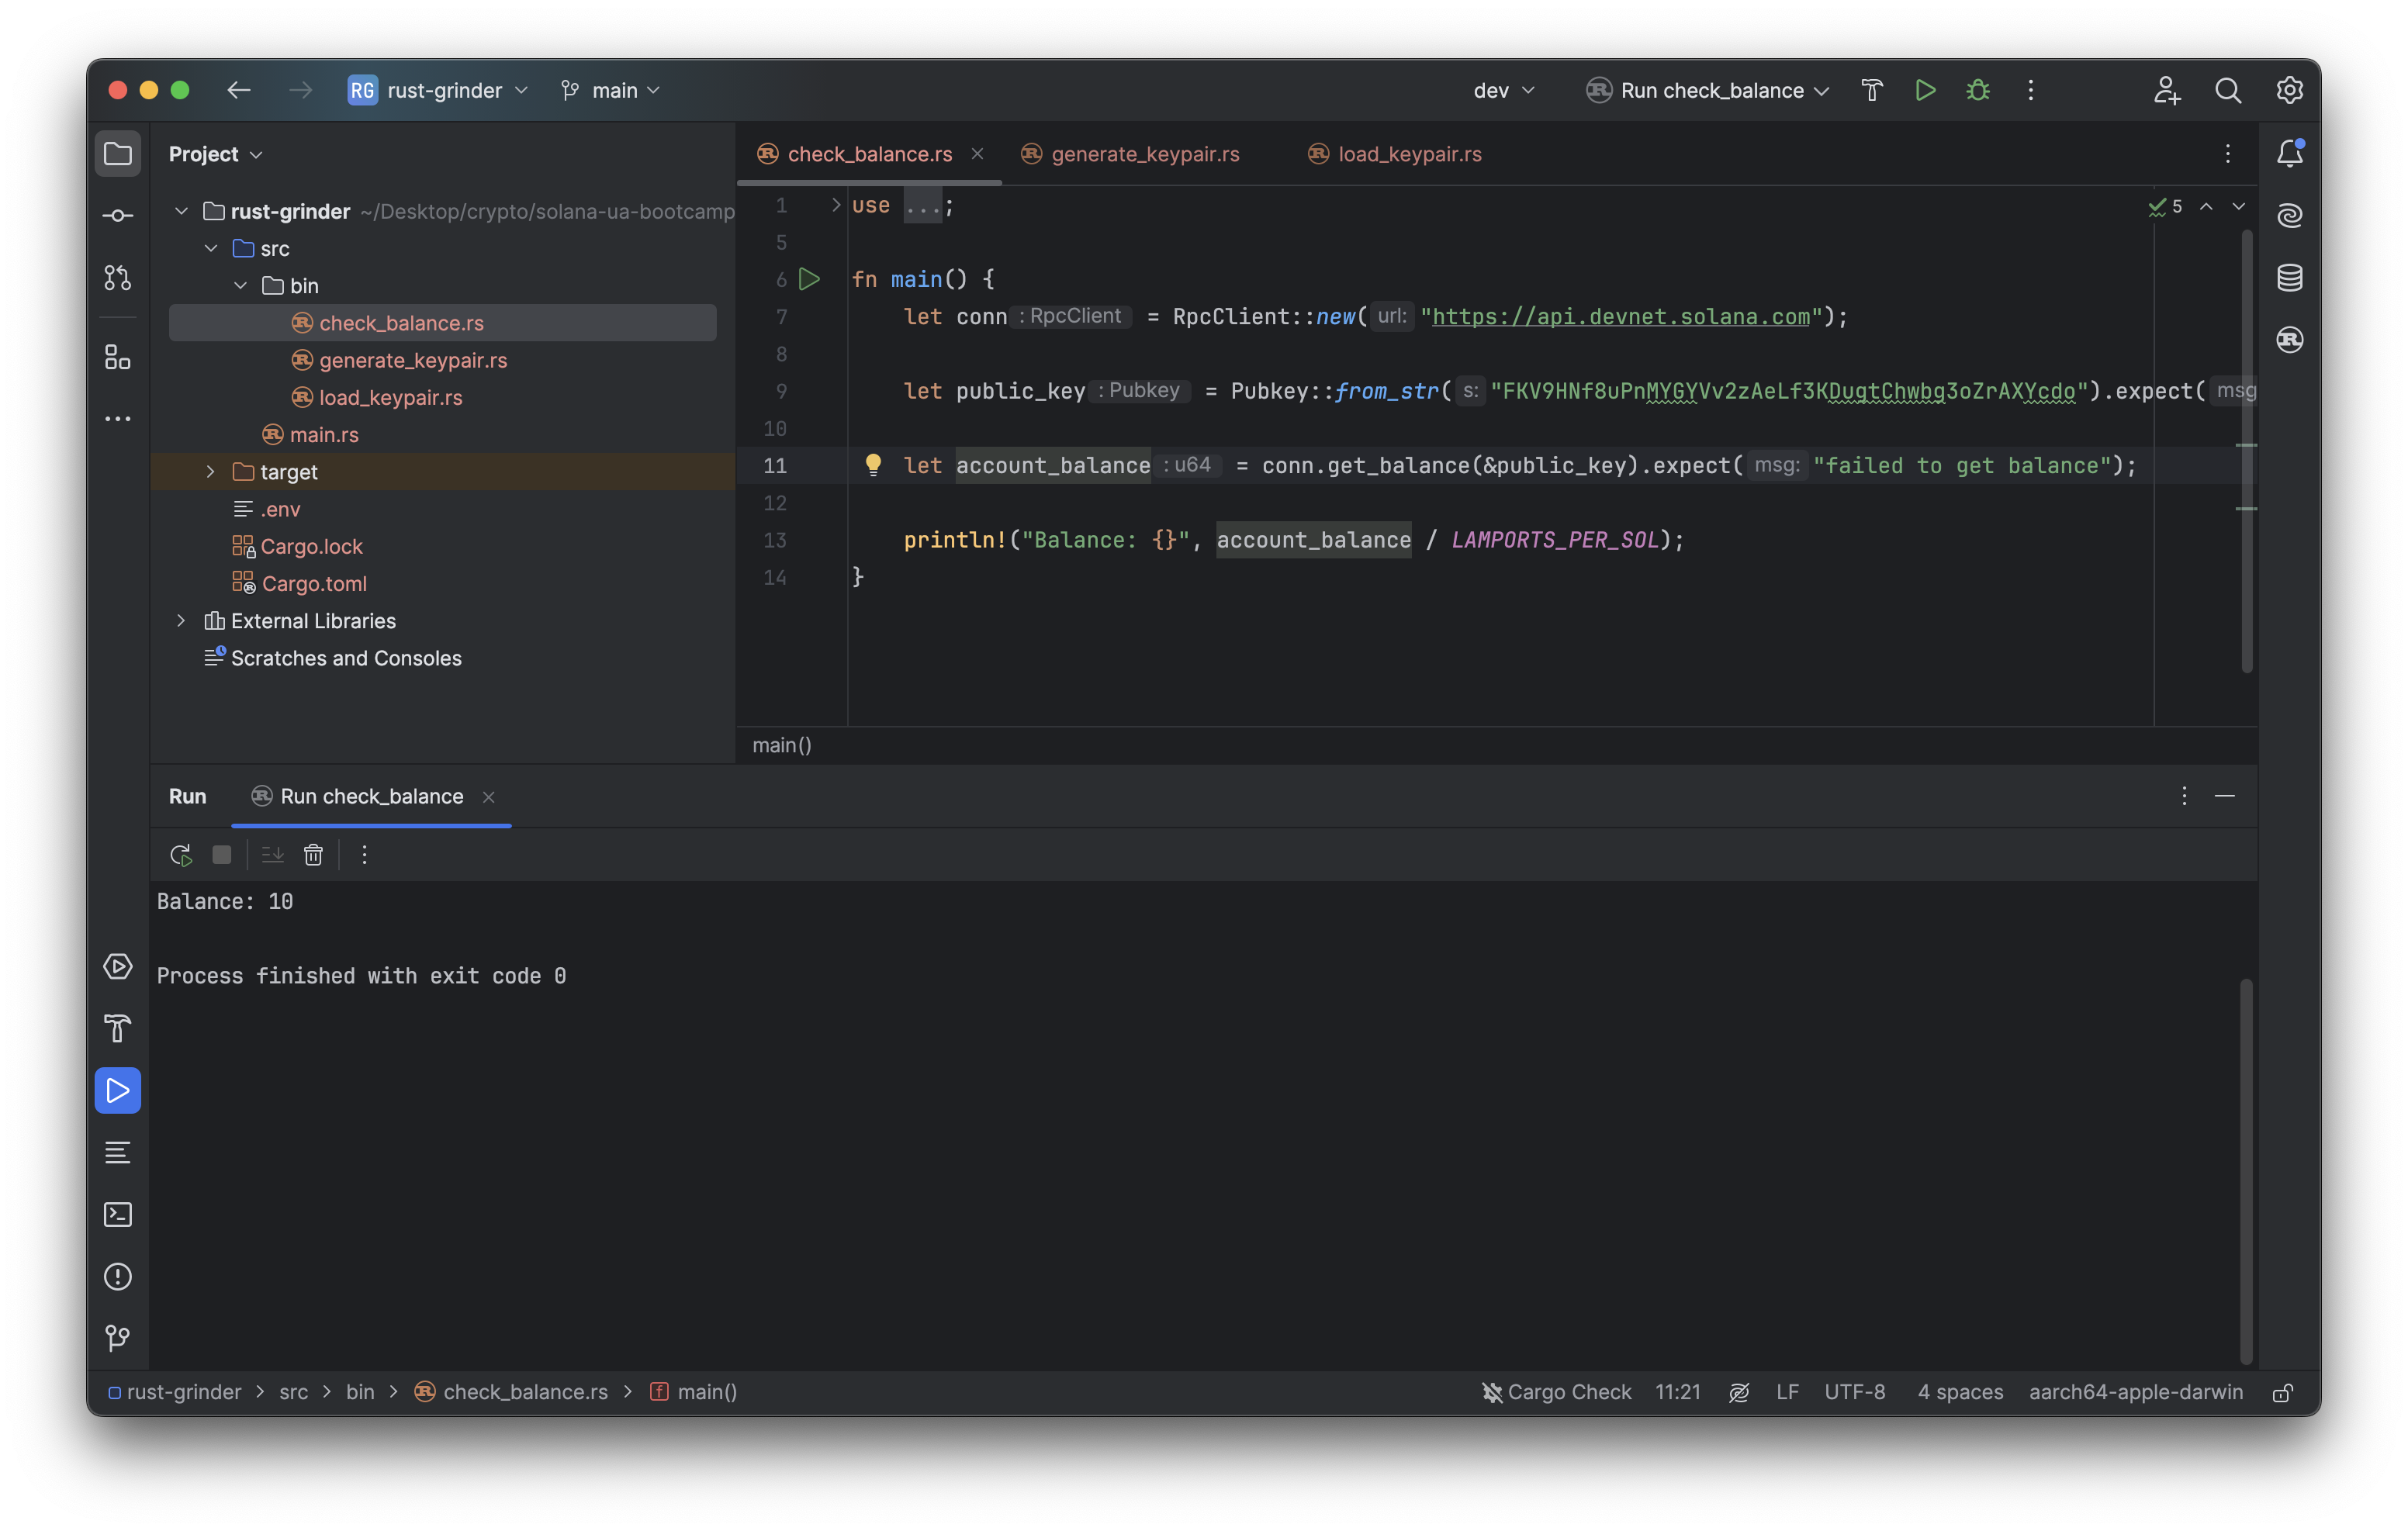 RG rust-grinder main dev Run check_balance
Project
rust-grinder ~/Desktop/crypto/solana-ua-bootcamp
src
bin
check_balance.rs
generate_keypair.rs
load_keypair.rs
main.rs
target
.env
Cargo.lock
Cargo.toml
External Libraries
Scratches and Consoles
check_balance.rs generate_keypair.rs load_keypair.rs
1 use ...; 5
5
6 fn main() {
7 let conn : RpcClient = RpcClient::new( url: "https://api.devnet.solana.com");
8
9 let public_key : Pubkey = Pubkey::from_str( s: "FKV9HNf8uPnMYGYVv2zAeLf3KDugtChwbg3oZrAXYcdo").expect( msg
10
11 let account_balance : u64 = conn.get_balance(&public_key).expect( msg: "failed to get balance");
12
13 println!("Balance: {}", account_balance / LAMPORTS_PER_SOL);
14 }
main()
Run Run check_balance
Balance: 10
Process finished with exit code 0
rust-grinder > src > bin > check_balance.rs > f main() Cargo Check 11:21 LF UTF-8 4 spaces aarch64-apple-darwin